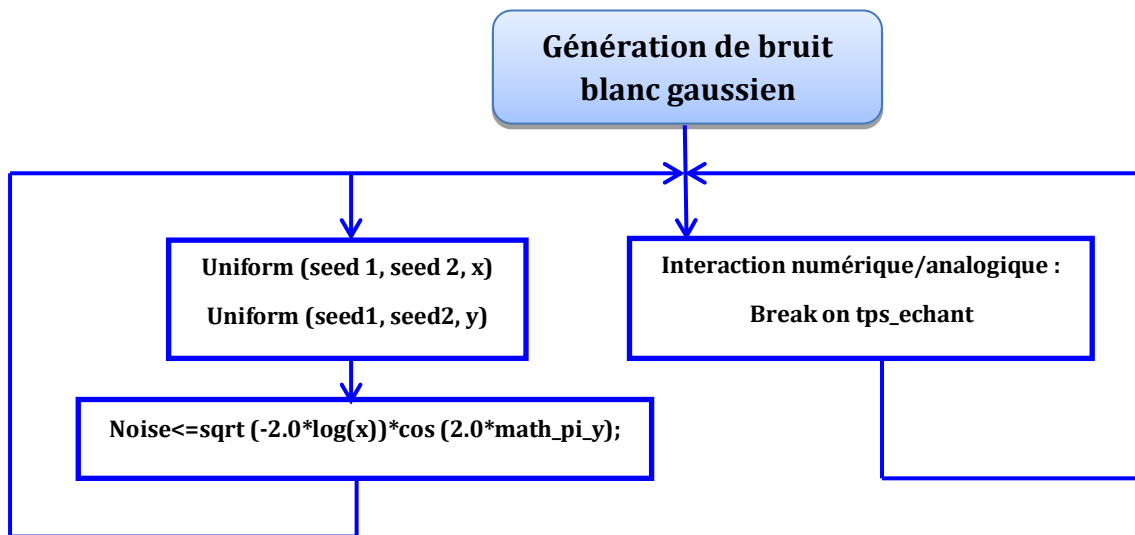 Génération de bruit
blanc gaussien
Uniform (seed 1, seed 2, x)
Uniform (seed1, seed2, y)
Noise<=sqrt (-2.0*log(x))*cos (2.0*math_pi_y);
Interaction numérique/analogique :
Break on tps_echant